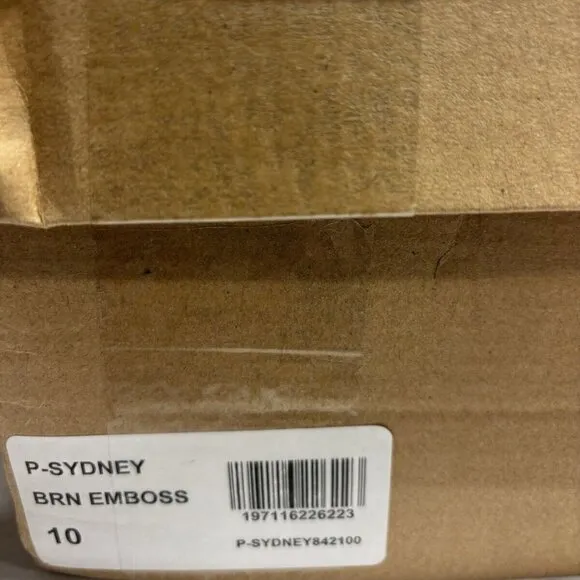 P-SYDNEY
BRN EMBOSS
10
197116226223
P-SYDNEY842100